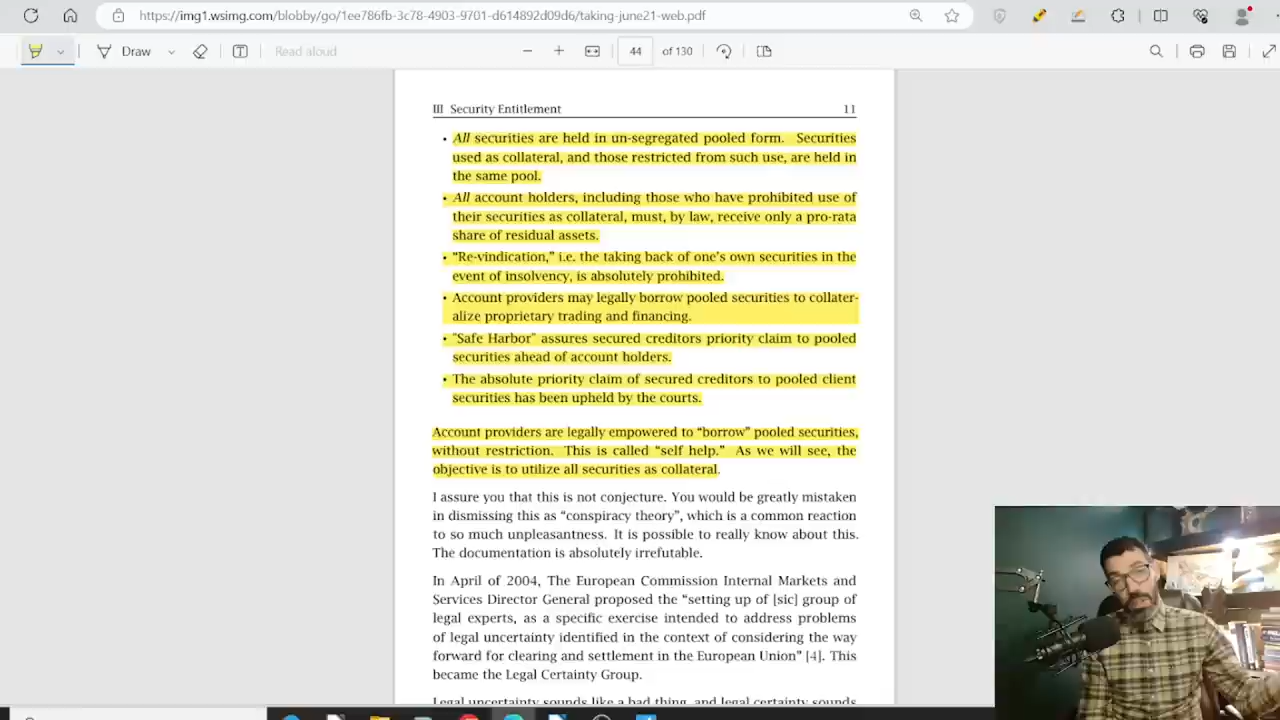 https://img1.wsimg.com/blobby/go/1ee786fb-3c78-4903-9701-d614892d09d6/taking-june21-web.pdf
Draw
Read aloud
44
of 130
III Security Entitlement 11
• All securities are held in un-segregated pooled form. Securities
used as collateral, and those restricted from such use, are held in
the same pool.
• All account holders, including those who have prohibited use of
their securities as collateral, must, by law, receive only a pro-rata
share of residual assets.
• “Re-vindication,” i.e. the taking back of one’s own securities in the
event of insolvency, is absolutely prohibited.
• Account providers may legally borrow pooled securities to collater-
alize proprietary trading and financing.
• "Safe Harbor" assures secured creditors priority claim to pooled
securities ahead of account holders.
• The absolute priority claim of secured creditors to pooled client
securities has been upheld by the courts.
Account providers are legally empowered to “borrow” pooled securities,
without restriction. This is called “self help.” As we will see, the
objective is to utilize all securities as collateral.
I assure you that this is not conjecture. You would be greatly mistaken
in dismissing this as “conspiracy theory”, which is a common reaction
to so much unpleasantness. It is possible to really know about this.
The documentation is absolutely irrefutable.
In April of 2004, The European Commission Internal Markets and
Services Director General proposed the “setting up of [sic] group of
legal experts, as a specific exercise intended to address problems
of legal uncertainty identified in the context of considering the way
forward for clearing and settlement in the European Union” [4]. This
became the Legal Certainty Group.
Legal uncertainty sounds like a bad thing, and legal certainty sounds